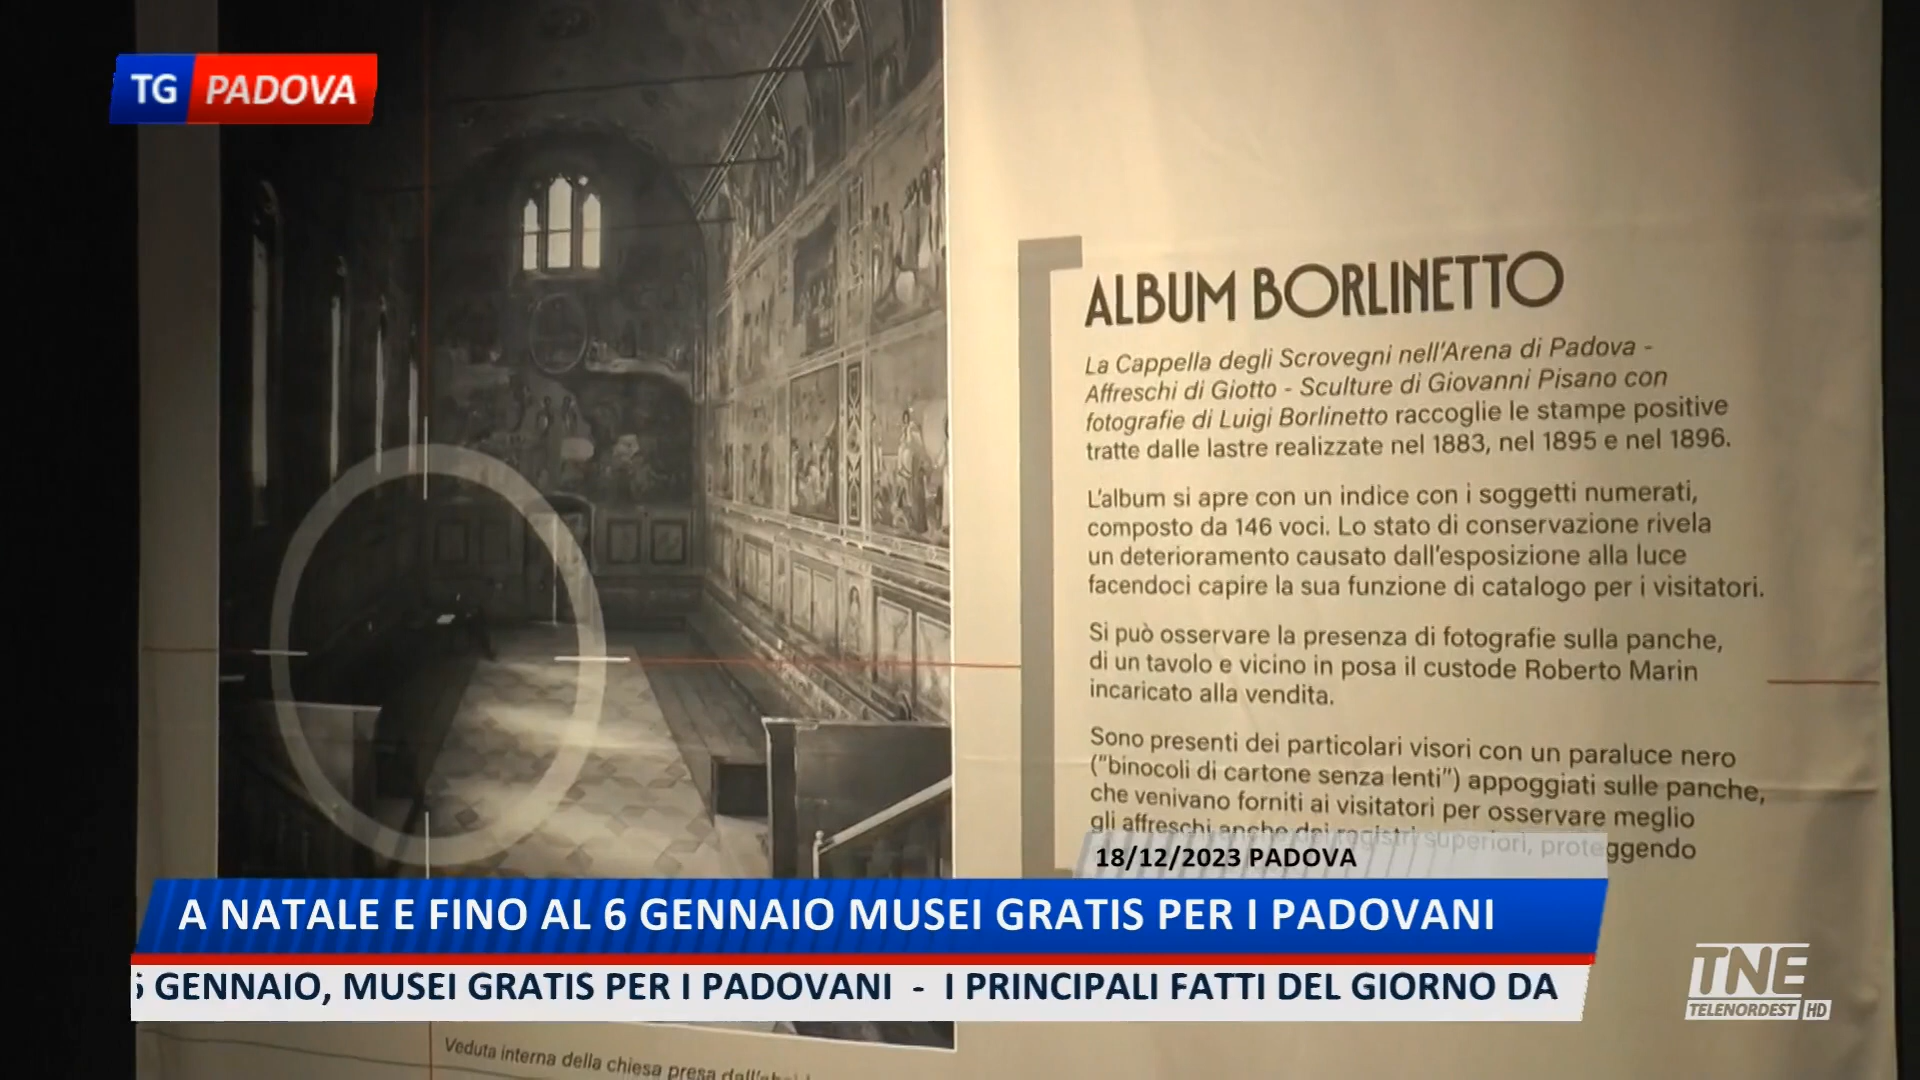 TG PADOVA
ALBUM BORLINETTO
La Cappella degli Scrovegni nell'Arena di Padova -
Affreschi di Giotto - Sculture di Giovanni Pisano con
fotografie di Luigi Borlinetto raccoglie le stampe positive
tratte dalle lastre realizzate nel 1883, nel 1895 e nel 1896.
L'album si apre con un indice con i soggetti numerati,
composto da 146 voci. Lo stato di conservazione rivela
un deterioramento causato dall'esposizione alla luce
facendoci capire la sua funzione di catalogo per i visitatori.
Si può osservare la presenza di fotografie sulla panche,
di un tavolo e vicino in posa il custode Roberto Marin
incaricato alla vendita.
Sono presenti dei particolari visori con un paraluce nero
("binocoli di cartone senza lenti") appoggiati sulle panche,
che venivano forniti ai visitatori per osservare meglio
gli affreschi anche dai registri superiori, proteggendo
18/12/2023 PADOVA
A NATALE E FINO AL 6 GENNAIO MUSEI GRATIS PER I PADOVANI
6 GENNAIO, MUSEI GRATIS PER I PADOVANI - I PRINCIPALI FATTI DEL GIORNO DA
TNE
TELENORDEST HD
Veduta interna della chiesa presa